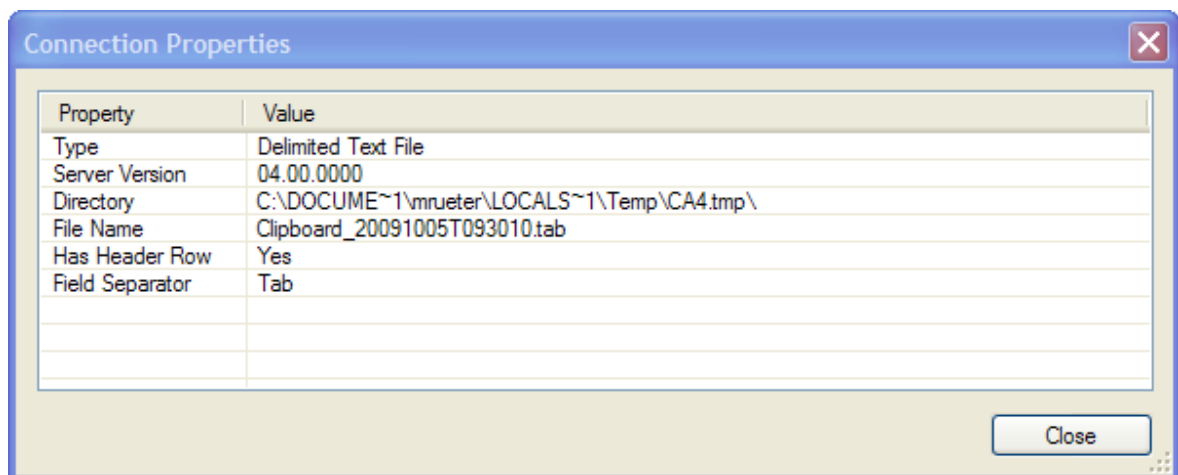 Connection Properties
Property Value
Type Delimited Text File
Server Version 04.00.0000
Directory C:\DOCUME~1\mrueter\LOCALS~1\Temp\CA4.tmp\
File Name Clipboard_20091005T093010.tab
Has Header Row Yes
Field Separator Tab
Close